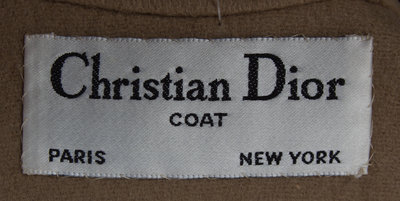 Christian Dior
COAT
PARIS NEW YORK